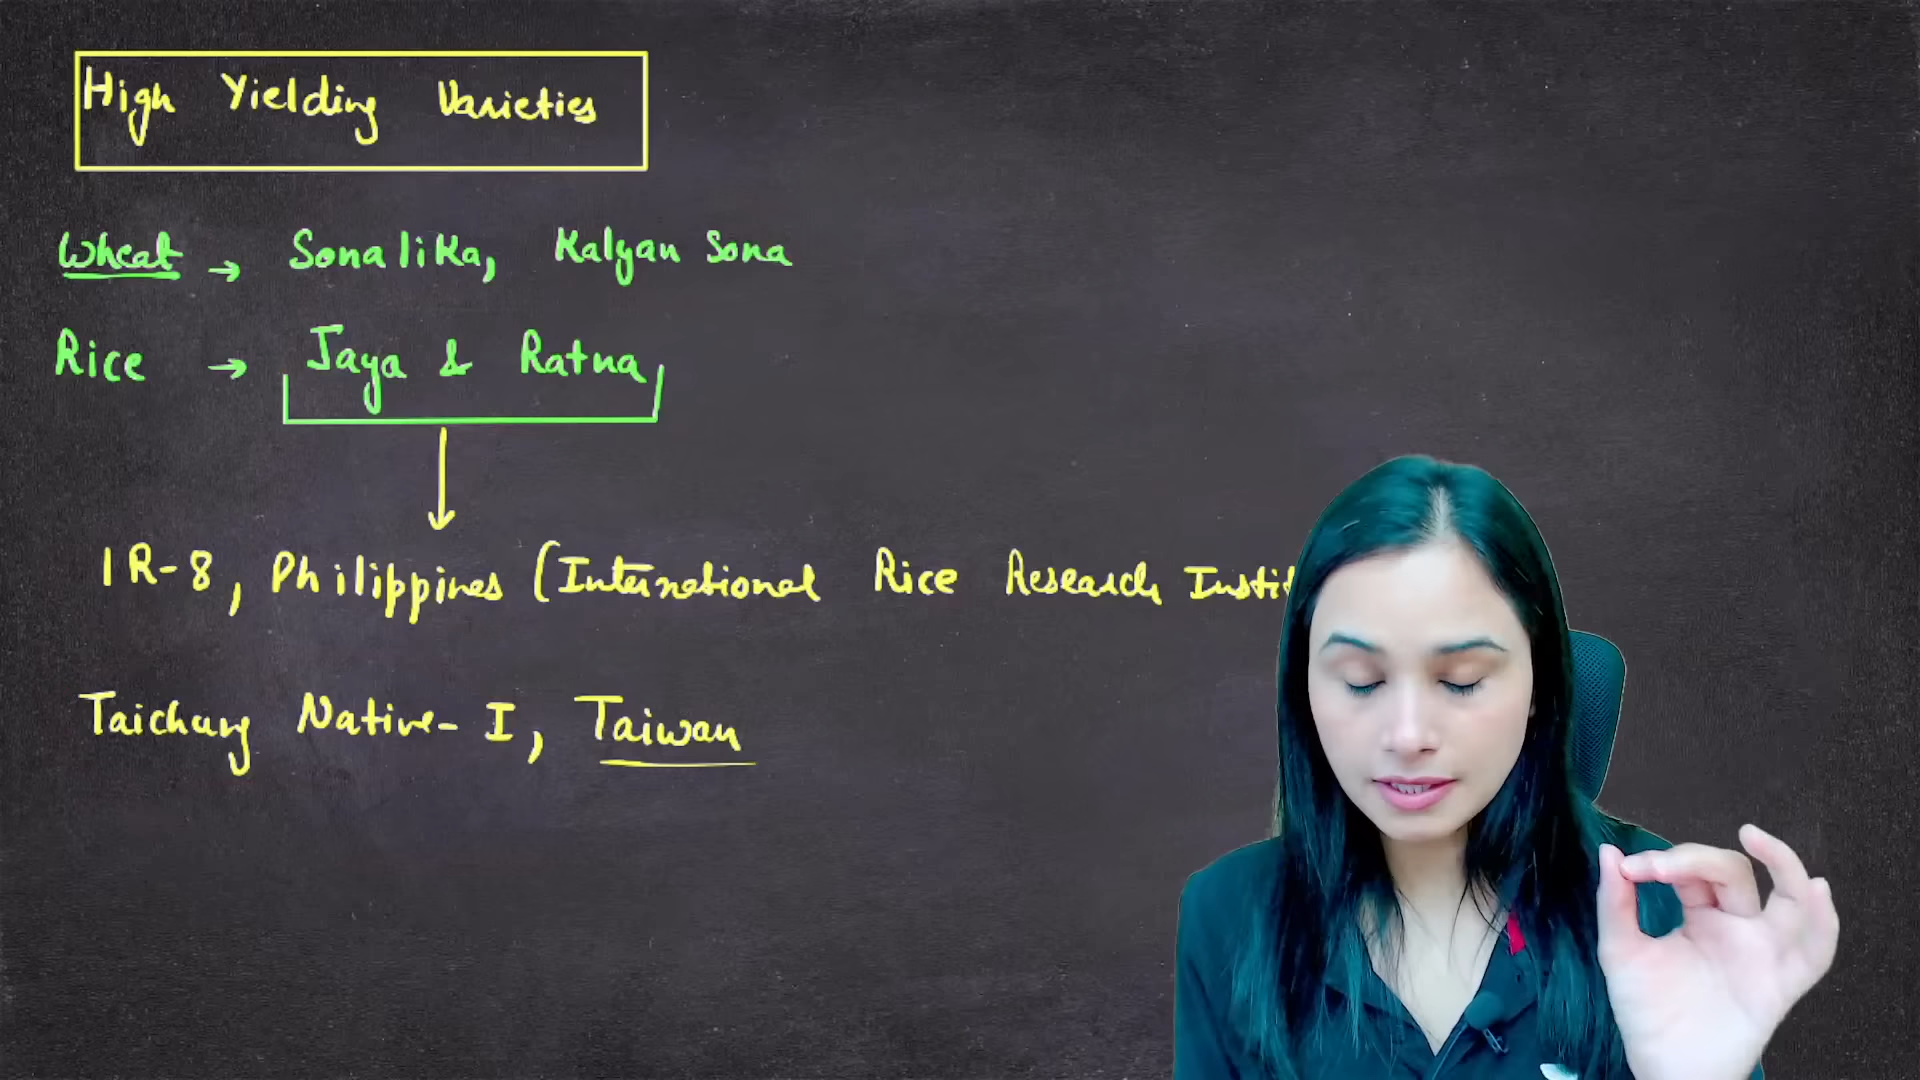 High Yielding Varieties
Wheat → Sonalika, Kalyan Sona
Rice → Jaya & Ratna
IR-8, Philippines (International Rice Research Instit
Taichung Native-I, Taiwan